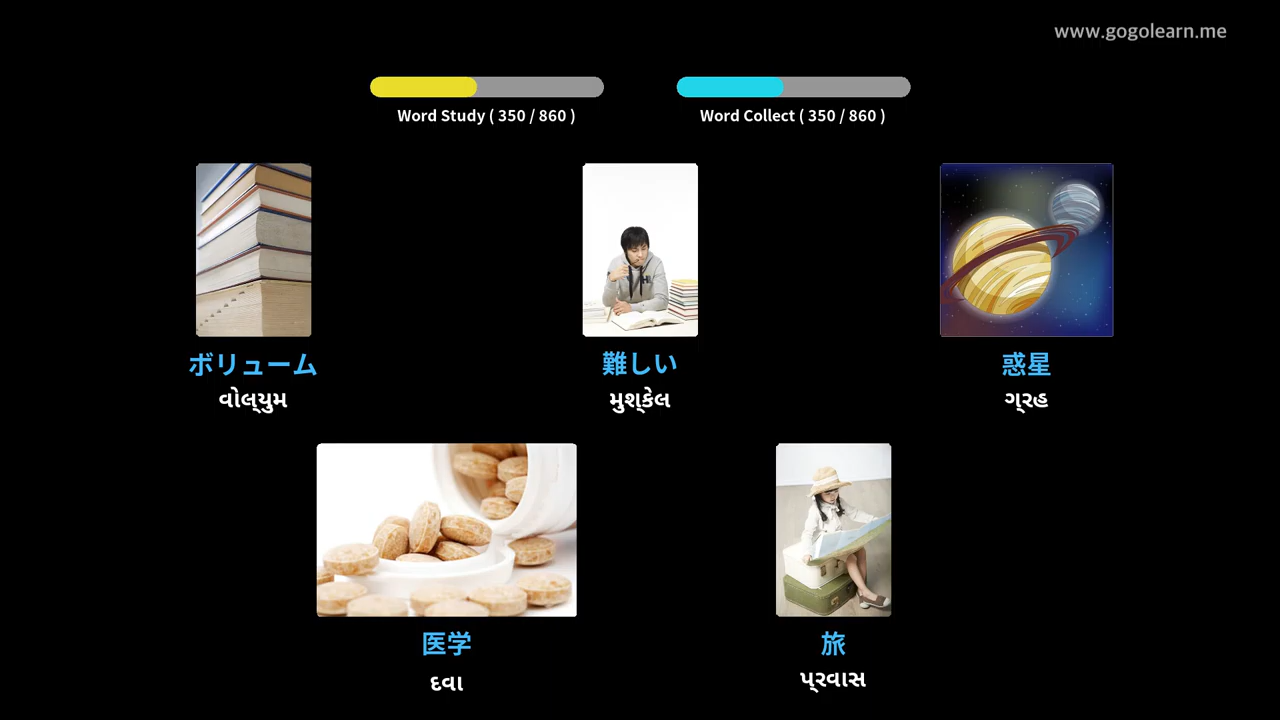 www.gogolearn.me
Word Study ( 350 / 860 )
Word Collect ( 350 / 860 )
ボリューム
વોલ્યુમ
難しい
મુશ્કેલ
惑星
ગ્રહ
医学
દવા
旅
પ્રવાસ